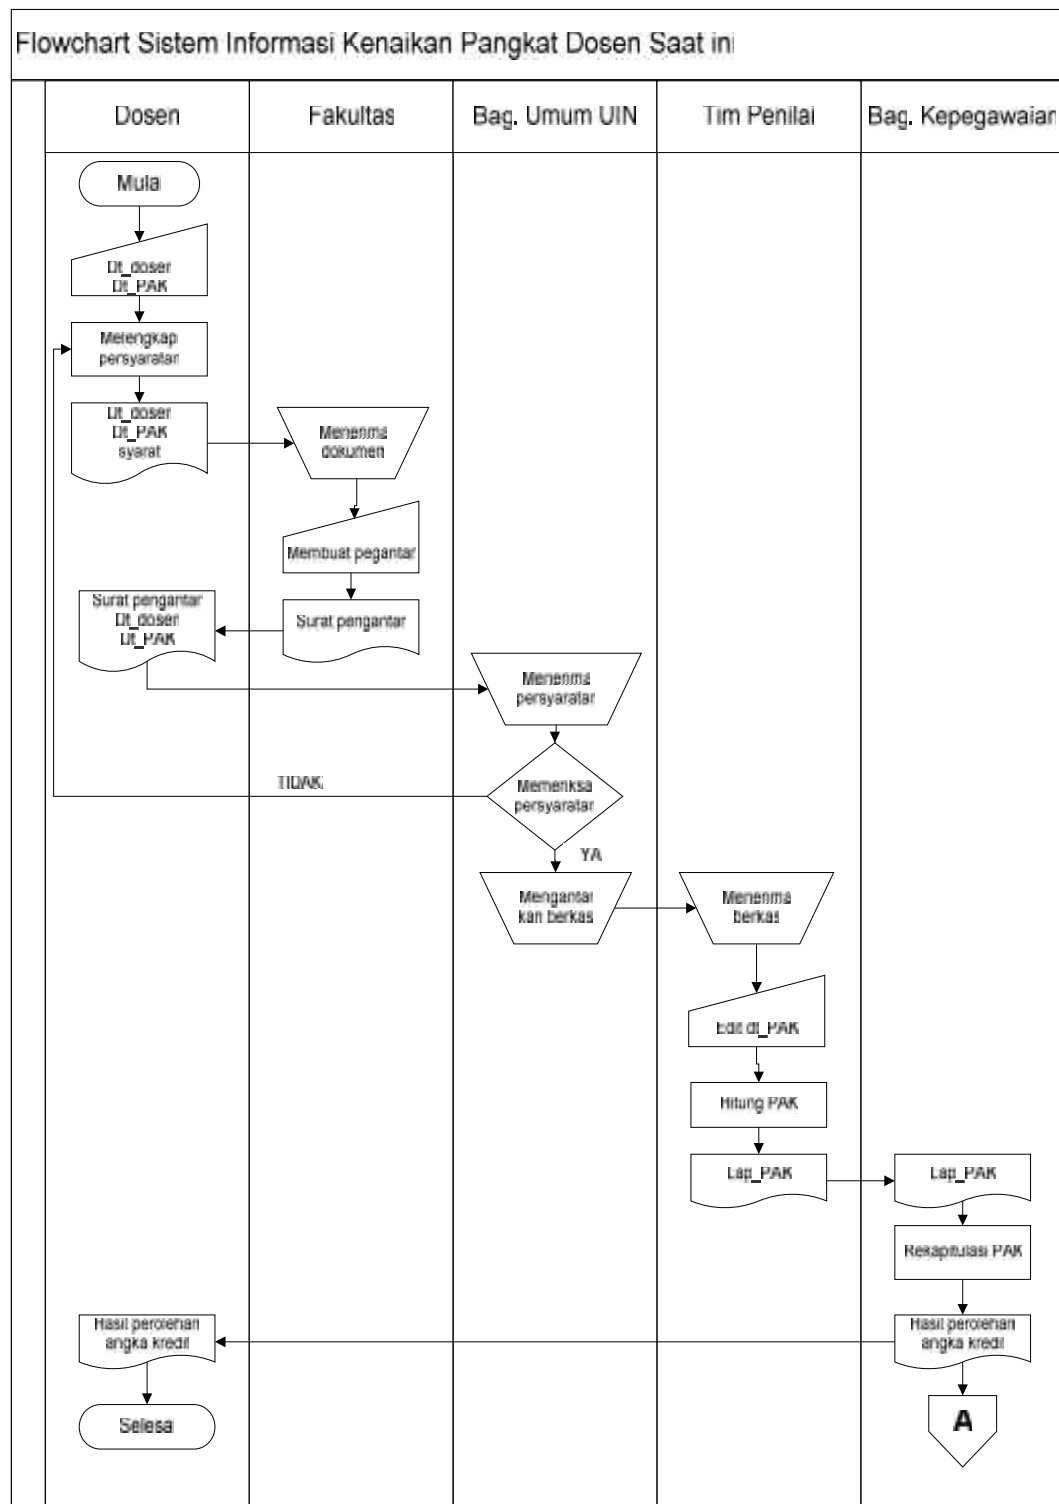 Flowchart Sistem Informasi Kenaikan Pangkat Dosen Saat ini
Dosen
Fakultas
Bag. Umum UIN
Tim Penilai
Bag. Kepegawaian
Mulai
Dt_dosen
Dt_PAK
Melengkapi
persyaratan
Dt_dosen
Dt_PAK
syarat
Menerima
dokumen
Membuat pegantar
Surat pengantar
Surat pengantar
Dt_dosen
Dt_PAK
Menerima
persyaratan
Memeriksa
persyaratan
TIDAK
YA
Mengantar
kan berkas
Menerima
berkas
Edit dt_PAK
Hitung PAK
Lap_PAK
Lap_PAK
Rekapitulasi PAK
Hasil perolehan
angka kredit
Hasil perolehan
angka kredit
Selesai
A